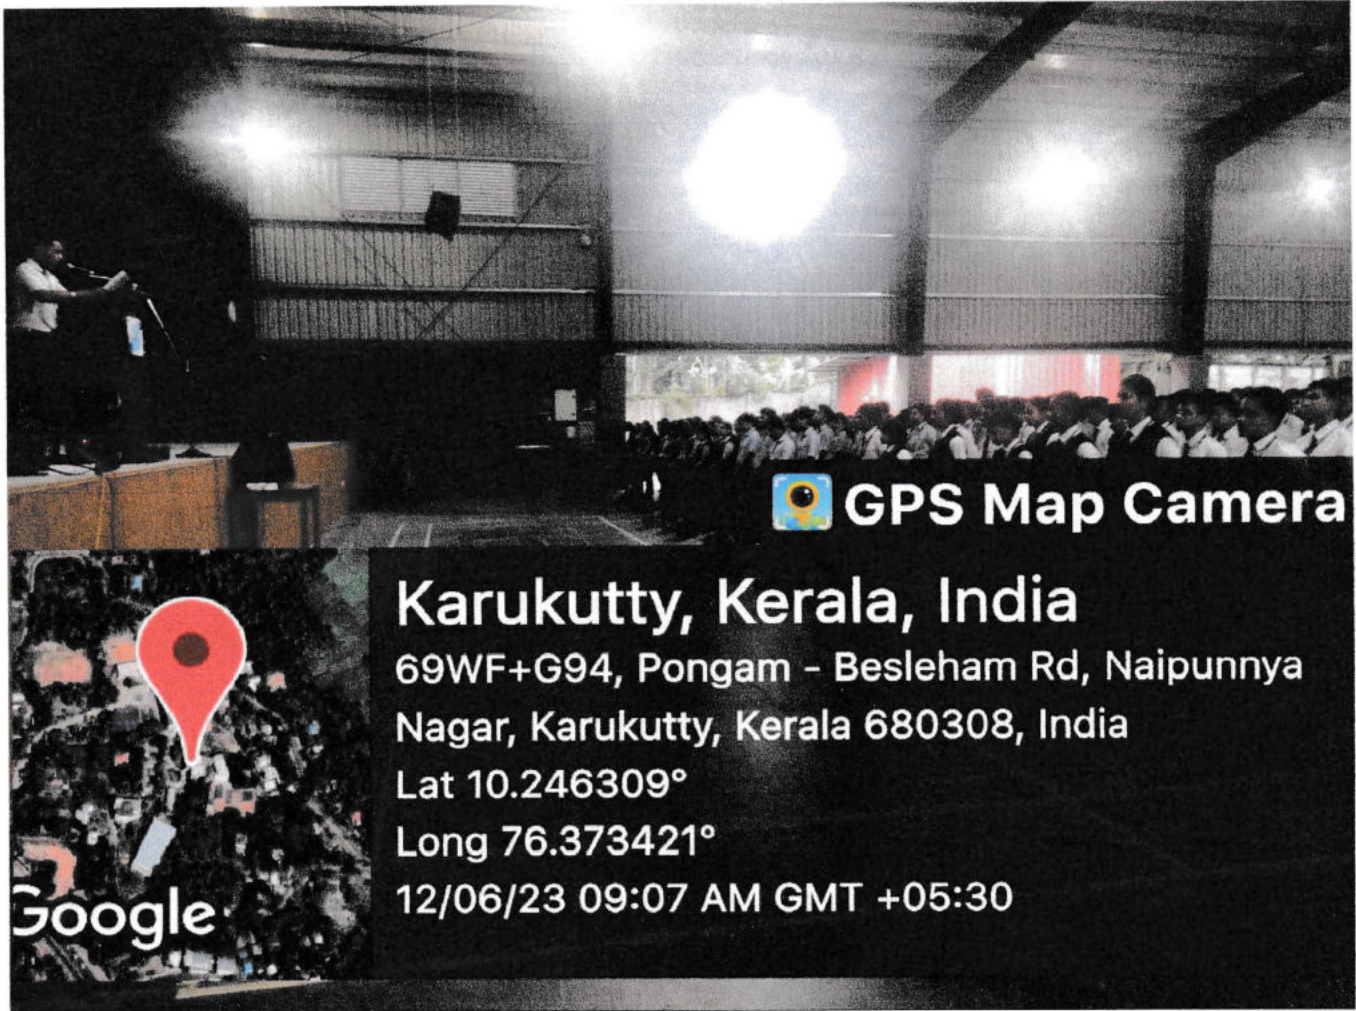 GPS Map Camera
Karukutty, Kerala, India
69WF+G94, Pongam - Besleham Rd, Naipunnya
Nagar, Karukutty, Kerala 680308, India
Lat 10.246309°
Long 76.373421°
12/06/23 09:07 AM GMT +05:30
Google